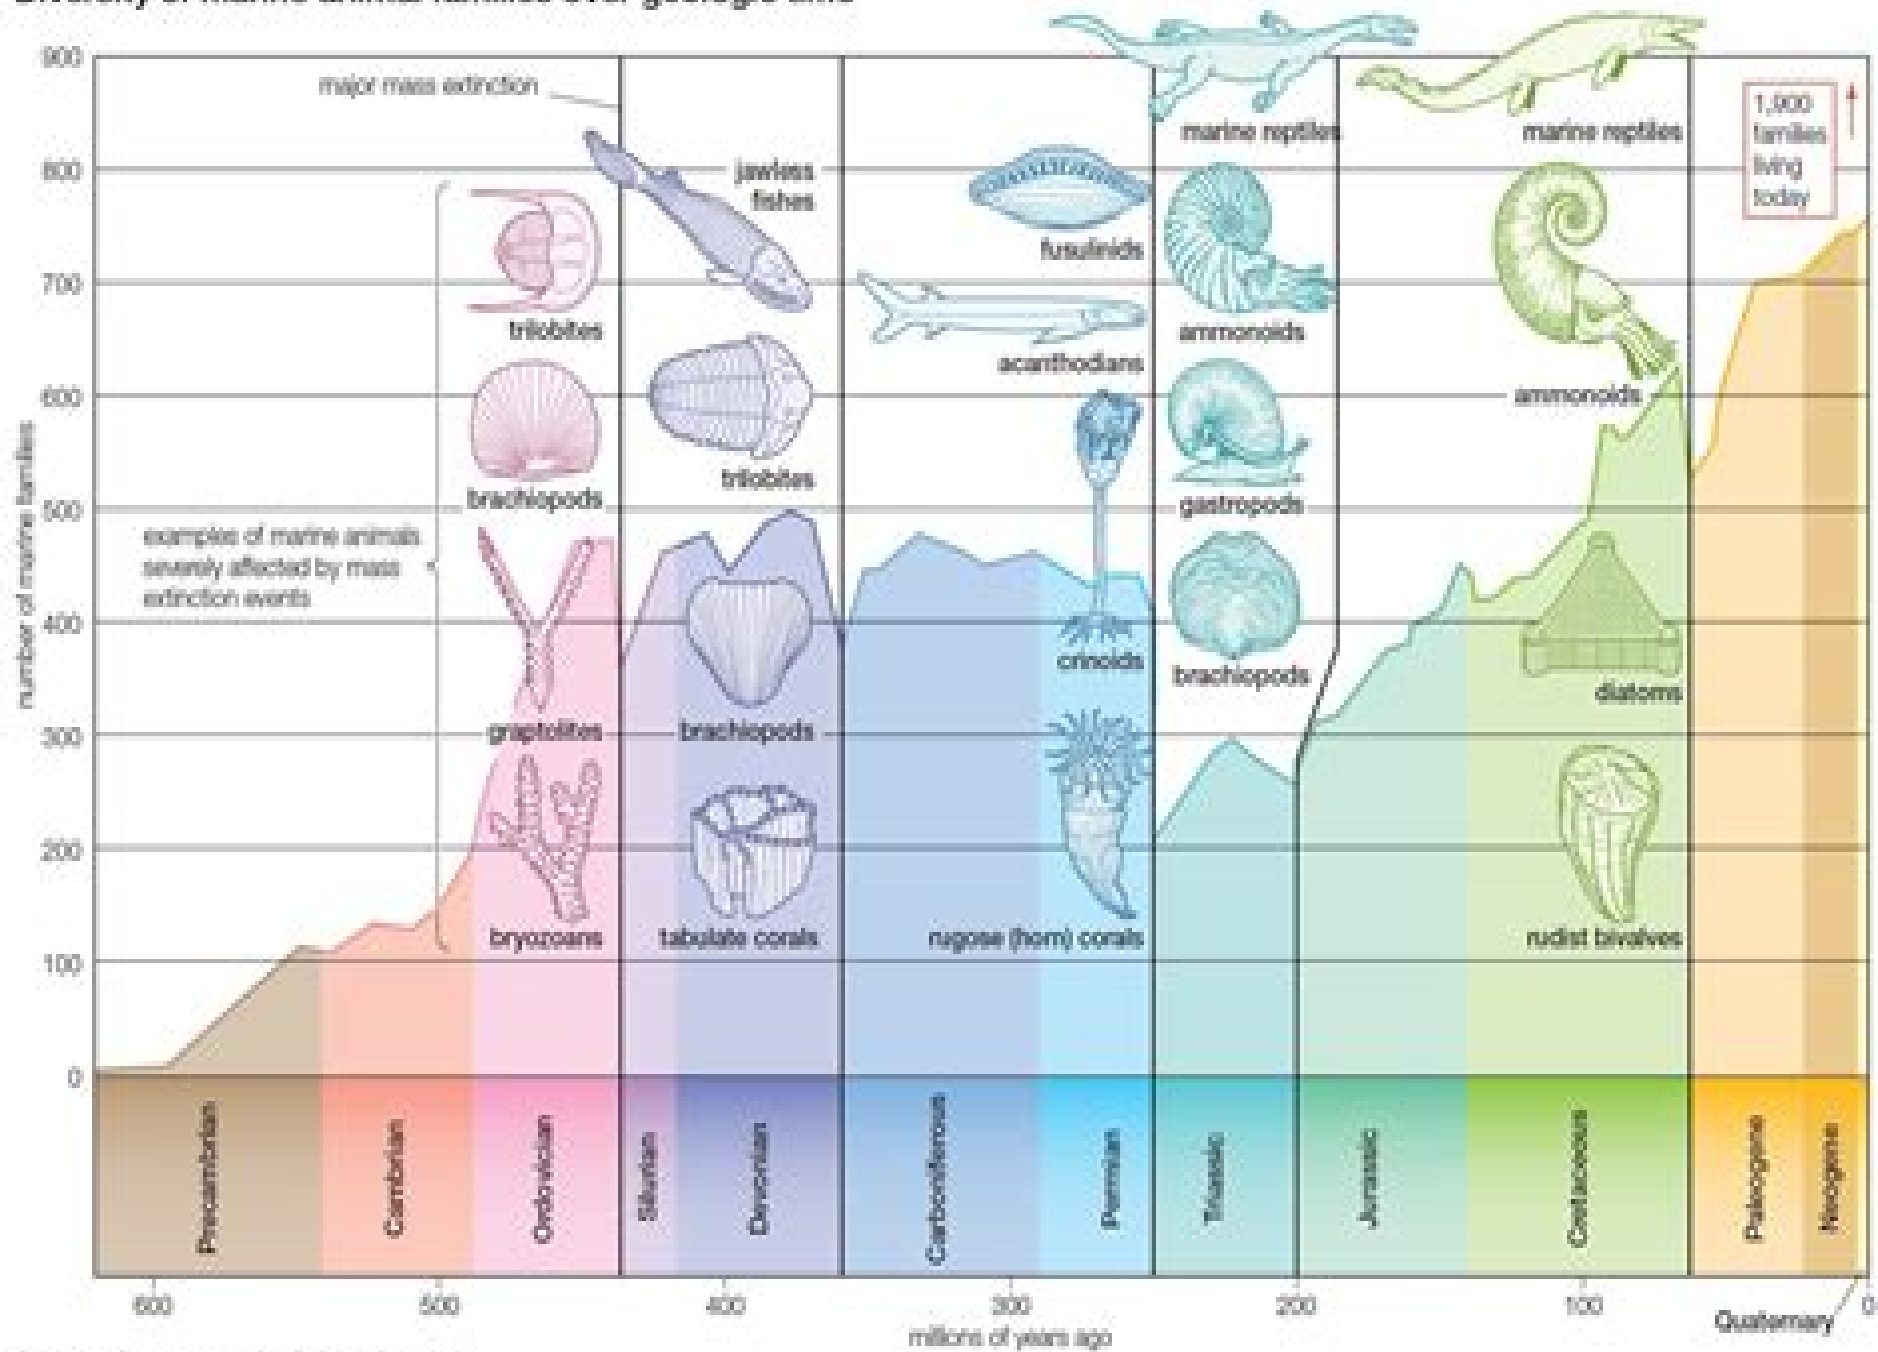 Diversity of marine animal families over geologic time
900
800
700
600
500
400
300
200
100
0
number of marine families
major mass extinction
examples of marine animals
severely affected by mass
extinction events
trilobites
brachiopods
graptolites
bryozoans
jawless
fishes
trilobites
brachiopods
tabulate corals
fusulinids
acanthodians
crinoids
rugose (horn) corals
marine reptiles
ammonoids
gastropods
brachiopods
marine reptiles
ammonoids
diatoms
rudist bivalves
1,900
families
living
today
Precambrian
Cambrian
Ordovician
Silurian
Devonian
Carboniferous
Permian
Triassic
Jurassic
Cretaceous
Paleogene
Neogene
600
500
400
300
200
100
0
Quaternary
millions of years ago